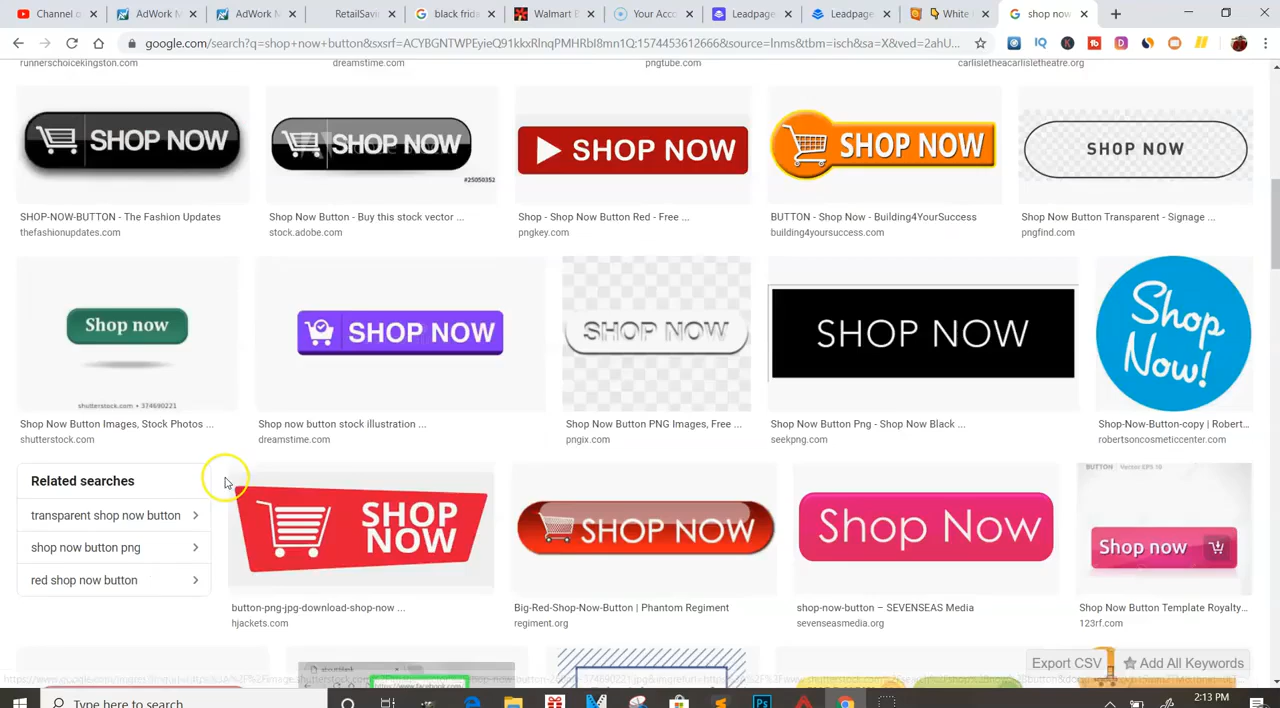 Channel c
AdWork M
AdWork M
RetailSavi
black frida
Walmart B
Your Acc
Leadpage
Leadpage
White
shop now
google.com/search?q=shop+now+button&
source=lnms&tbm=isch&sa=X&ved=2ahU...
runnerschoicekingston.com
dreamstime.com
pngtube.com
carlisletheacarlisletheatre.org
SHOP NOW
SHOP NOW
#25050352
SHOP NOW
SHOP NOW
SHOP NOW
SHOP-NOW-BUTTON - The Fashion Updates
thefashionupdates.com
Shop Now Button - Buy this stock vector ...
stock.adobe.com
Shop - Shop Now Button Red - Free ...
pngkey.com
BUTTON - Shop Now - Building4YourSuccess
building4yoursuccess.com
Shop Now Button Transparent - Signage ...
pngfind.com
Shop now
shutterstock.com • 374690221
SHOP NOW
SHOP NOW
SHOP NOW
Shop
Now!
Shop Now Button Images, Stock Photos ...
shutterstock.com
Shop now button stock illustration ...
dreamstime.com
Shop Now Button PNG Images, Free ...
pngix.com
Shop Now Button Png - Shop Now Black ...
seekpng.com
Shop-Now-Button-copy | Robert...
robertsoncosmeticcenter.com
Related searches
transparent shop now button
shop now button png
red shop now button
SHOP
NOW
SHOP NOW
Shop Now
BUTTON
Shop now
button-png-jpg-download-shop-now ...
hjackets.com
Big-Red-Shop-Now-Button | Phantom Regiment
regiment.org
shop-now-button – SEVENSEAS Media
sevenseasmedia.org
Shop Now Button Template Royalty...
123rf.com
Export CSV
Add All Keywords
Type here to search
2:13 PM